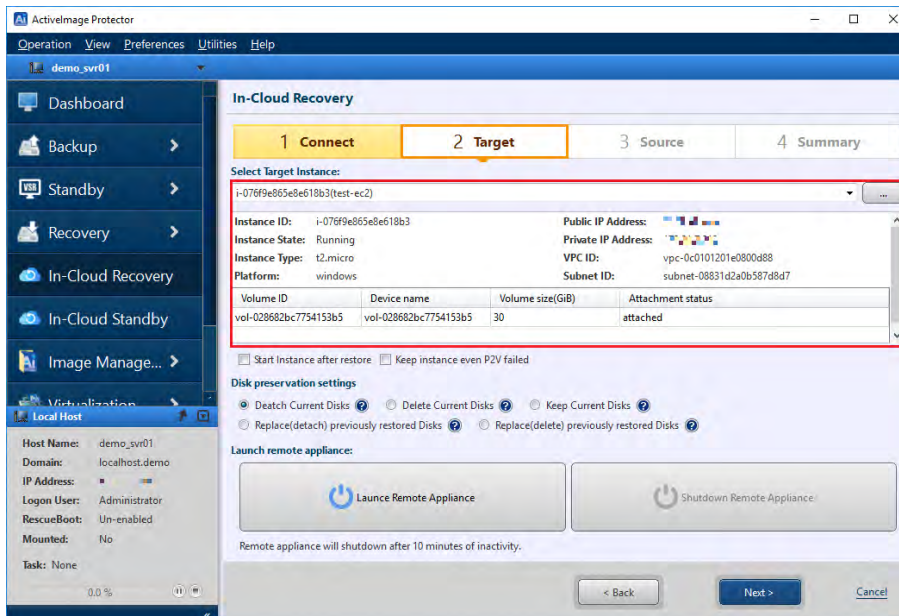 Ai ActiveImage Protector
Operation View Preferences Utilities Help
demo_svr01
Dashboard
Backup
VSB Standby
Recovery
In-Cloud Recovery
In-Cloud Standby
Ai Image Manage...
Virtualization
Local Host
Host Name: demo_svr01
Domain: localhost.demo
IP Address:
Logon User: Administrator
RescueBoot: Un-enabled
Mounted: No
Task: None
0.0 %
In-Cloud Recovery
1 Connect 2 Target 3 Source 4 Summary
Select Target Instance:
i-076f9e865e8e618b3(test-ec2) ...
Instance ID: i-076f9e865e8e618b3 Public IP Address:
Instance State: Running Private IP Address:
Instance Type: t2.micro VPC ID: vpc-0c0101201e0800d88
Platform: windows Subnet ID: subnet-08831d2a0b587d8d7
Volume ID Device name Volume size(GiB) Attachment status
vol-028682bc7754153b5 vol-028682bc7754153b5 30 attached
Start Instance after restore Keep instance even P2V failed
Disk preservation settings
Deatch Current Disks ? Delete Current Disks ? Keep Current Disks ?
Replace(detach) previously restored Disks ? Replace(delete) previously restored Disks ?
Launch remote appliance:
Launce Remote Appliance Shutdown Remote Appliance
Remote appliance will shutdown after 10 minutes of inactivity.
< Back Next > Cancel